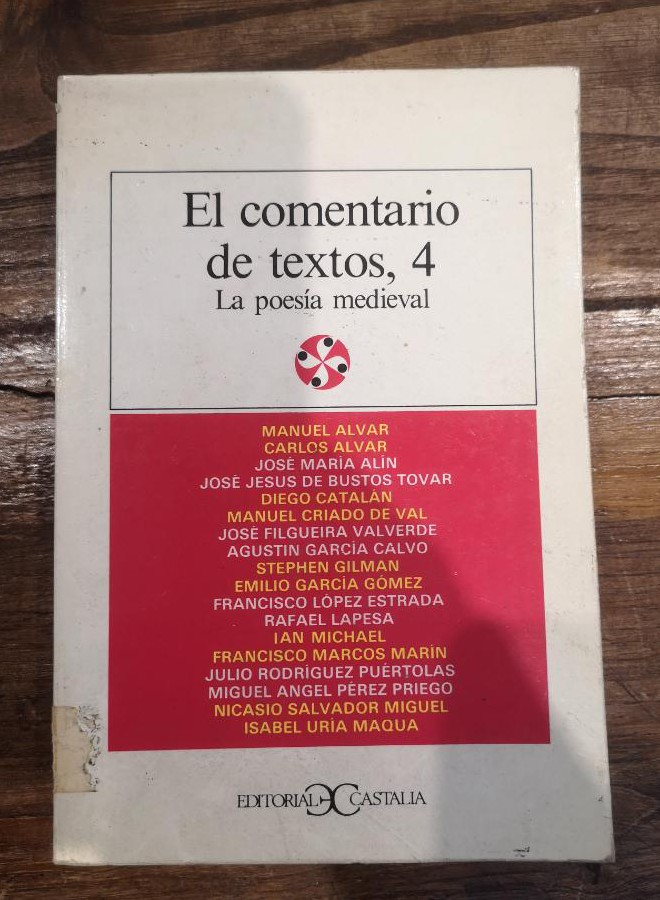 El comentario
de textos, 4
La poesía medieval
MANUEL ALVAR
CARLOS ALVAR
JOSÉ MARÍA ALÍN
JOSÉ JESUS DE BUSTOS TOVAR
DIEGO CATALÁN
MANUEL CRIADO DE VAL
JOSÉ FILGUEIRA VALVERDE
AGUSTIN GARCÍA CALVO
STEPHEN GILMAN
EMILIO GARCÍA GÓMEZ
FRANCISCO LÓPEZ ESTRADA
RAFAEL LAPESA
IAN MICHAEL
FRANCISCO MARCOS MARÍN
JULIO RODRÍGUEZ PUÉRTOLAS
MIGUEL ANGEL PÉREZ PRIEGO
NICASIO SALVADOR MIGUEL
ISABEL URÍA MAQUA
EDITORIAL CASTALIA